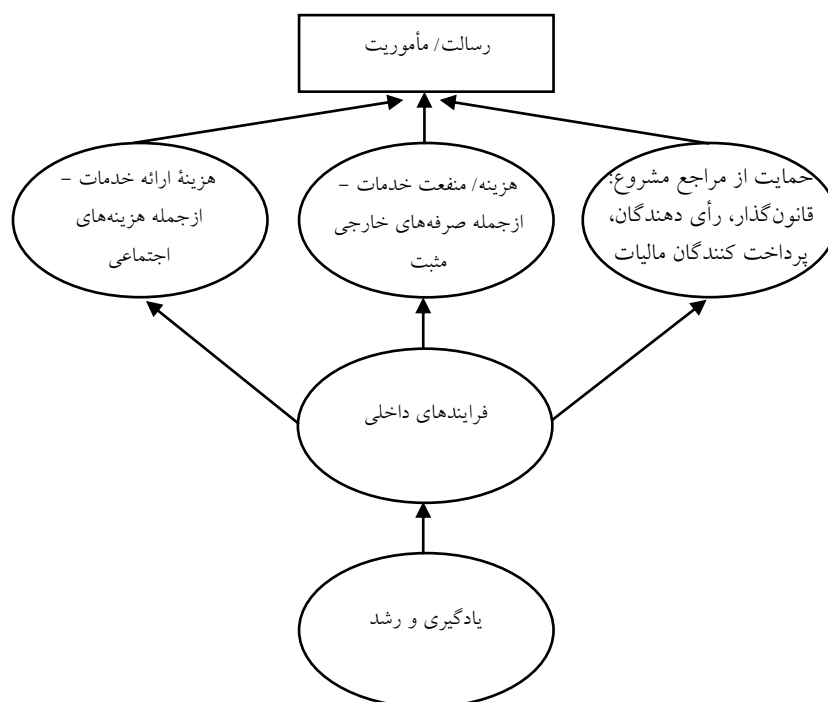 رسالت/ مأموریت
حمایت از مراجع مشروع:
قانون‌گذار، رأی دهندگان،
پرداخت کنندگان مالیات
هزینه/ منفعت خدمات –
ازجمله صرفه‌های خارجی
مثبت
هزینۀ ارائه خدمات –
ازجمله هزینه‌های
اجتماعی
فرایندهای داخلی
یادگیری و رشد